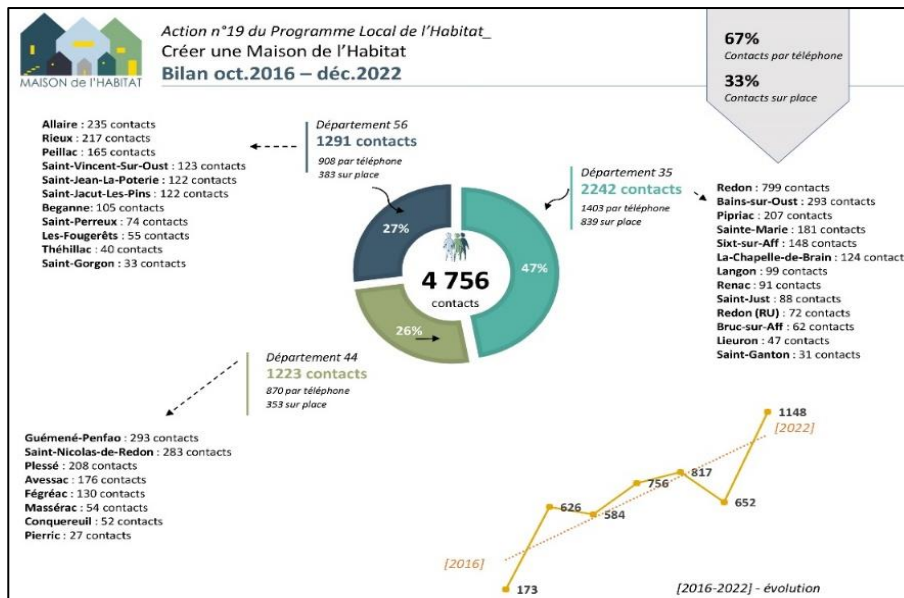 MAISON de l'HABITAT
Action n°19 du Programme Local de l'Habitat_
Créer une Maison de l'Habitat
Bilan oct.2016 – déc.2022
67%
Contacts par téléphone
33%
Contacts sur place
Allaire : 235 contacts
Rieux : 217 contacts
Peillac : 165 contacts
Saint-Vincent-Sur-Oust : 123 contacts
Saint-Jean-La-Poterie : 122 contacts
Saint-Jacut-Les-Pins : 122 contacts
Beganne: 105 contacts
Saint-Perreux : 74 contacts
Les-Fougerêts : 55 contacts
Théhillac : 40 contacts
Saint-Gorgon : 33 contacts
Département 56
1291 contacts
908 par téléphone
383 sur place
Département 35
2242 contacts
1403 par téléphone
839 sur place
Redon : 799 contacts
Bains-sur-Oust : 293 contacts
Pipriac : 207 contacts
Sainte-Marie : 181 contacts
Sixt-sur-Aff : 148 contacts
La-Chapelle-de-Brain : 124 contact
Langon : 99 contacts
Renac : 91 contacts
Saint-Just : 88 contacts
Redon (RU) : 72 contacts
Bruc-sur-Aff : 62 contacts
Lieuron : 47 contacts
Saint-Ganton : 31 contacts
27%
47%
26%
4 756
contacts
Département 44
1223 contacts
870 par téléphone
353 sur place
Guémené-Penfao : 293 contacts
Saint-Nicolas-de-Redon : 283 contacts
Plessé : 208 contacts
Avessac : 176 contacts
Fégréac : 130 contacts
Massérac : 54 contacts
Conquereuil : 52 contacts
Pierric : 27 contacts
1148
[2022]
817
756
626
584
652
[2016]
173
[2016-2022] - évolution